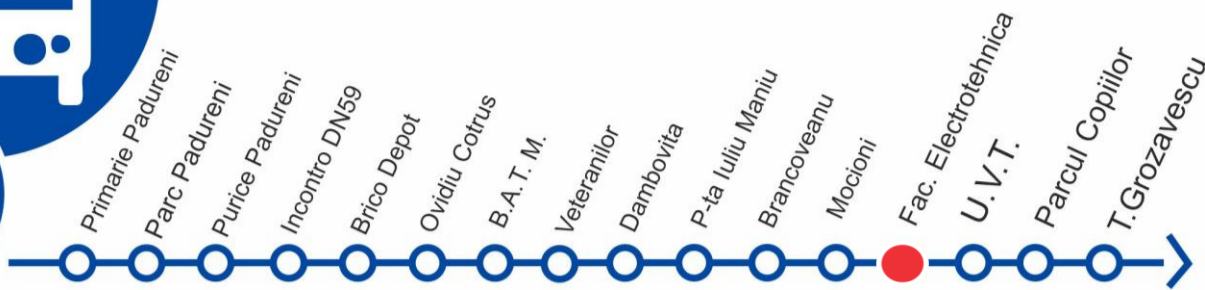 Primarie Padureni
Parc Padureni
Purice Padureni
Incontro DN59
Brico Depot
Ovidiu Cotrus
B.A.T.M.
Veteranilor
Dambovita
P-ta Iuliu Maniu
Brancoveanu
Mocioni
Fac. Electrotehnica
U.V.T.
Parcul Copiilor
T.Grozavescu